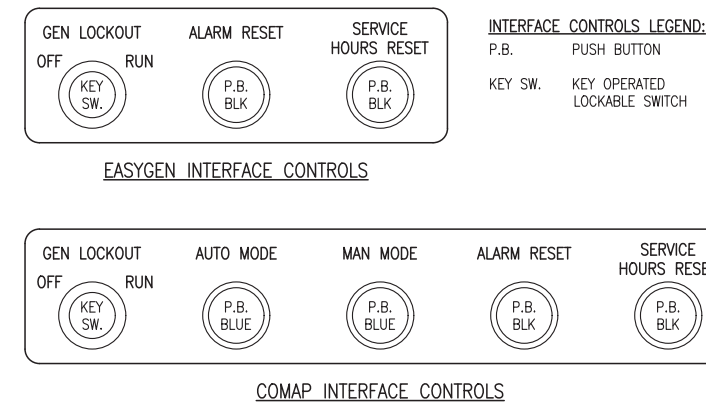 GEN LOCKOUT
OFF RUN
KEY
SW.
ALARM RESET
P.B.
BLK
SERVICE
HOURS RESET
P.B.
BLK
EASYGEN INTERFACE CONTROLS
INTERFACE CONTROLS LEGEND:
P.B. PUSH BUTTON
KEY SW. KEY OPERATED
LOCKABLE SWITCH
GEN LOCKOUT
OFF RUN
KEY
SW.
AUTO MODE
P.B.
BLUE
MAN MODE
P.B.
BLUE
ALARM RESET
P.B.
BLK
SERVICE
HOURS RESE
P.B.
BLK
COMAP INTERFACE CONTROLS